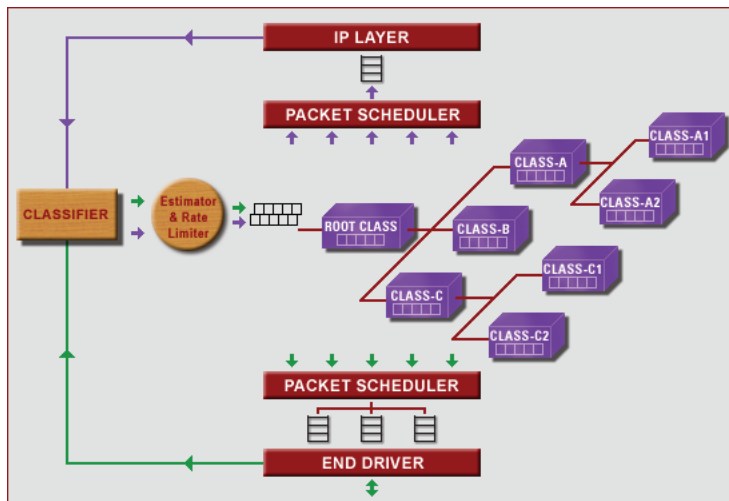 IP LAYER
PACKET SCHEDULER
CLASS-A1
CLASS-A
CLASS-A2
CLASSIFIER
Estimator
& Rate
Limiter
ROOT CLASS
CLASS-B
CLASS-C1
CLASS-C
CLASS-C2
PACKET SCHEDULER
END DRIVER